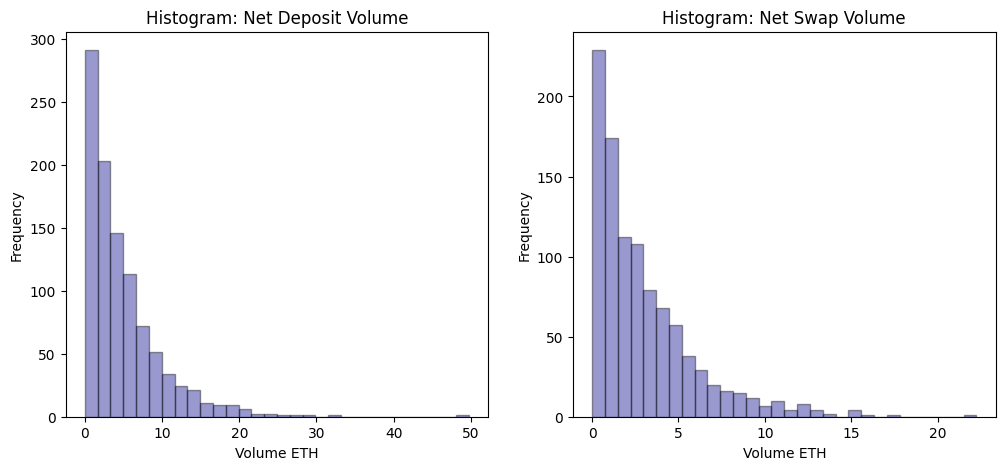 Histogram: Net Deposit Volume
300
250
200
150
100
50
0
Frequency
0 10 20 30 40 50
Volume ETH
Histogram: Net Swap Volume
200
150
100
50
0
Frequency
0 5 10 15 20
Volume ETH